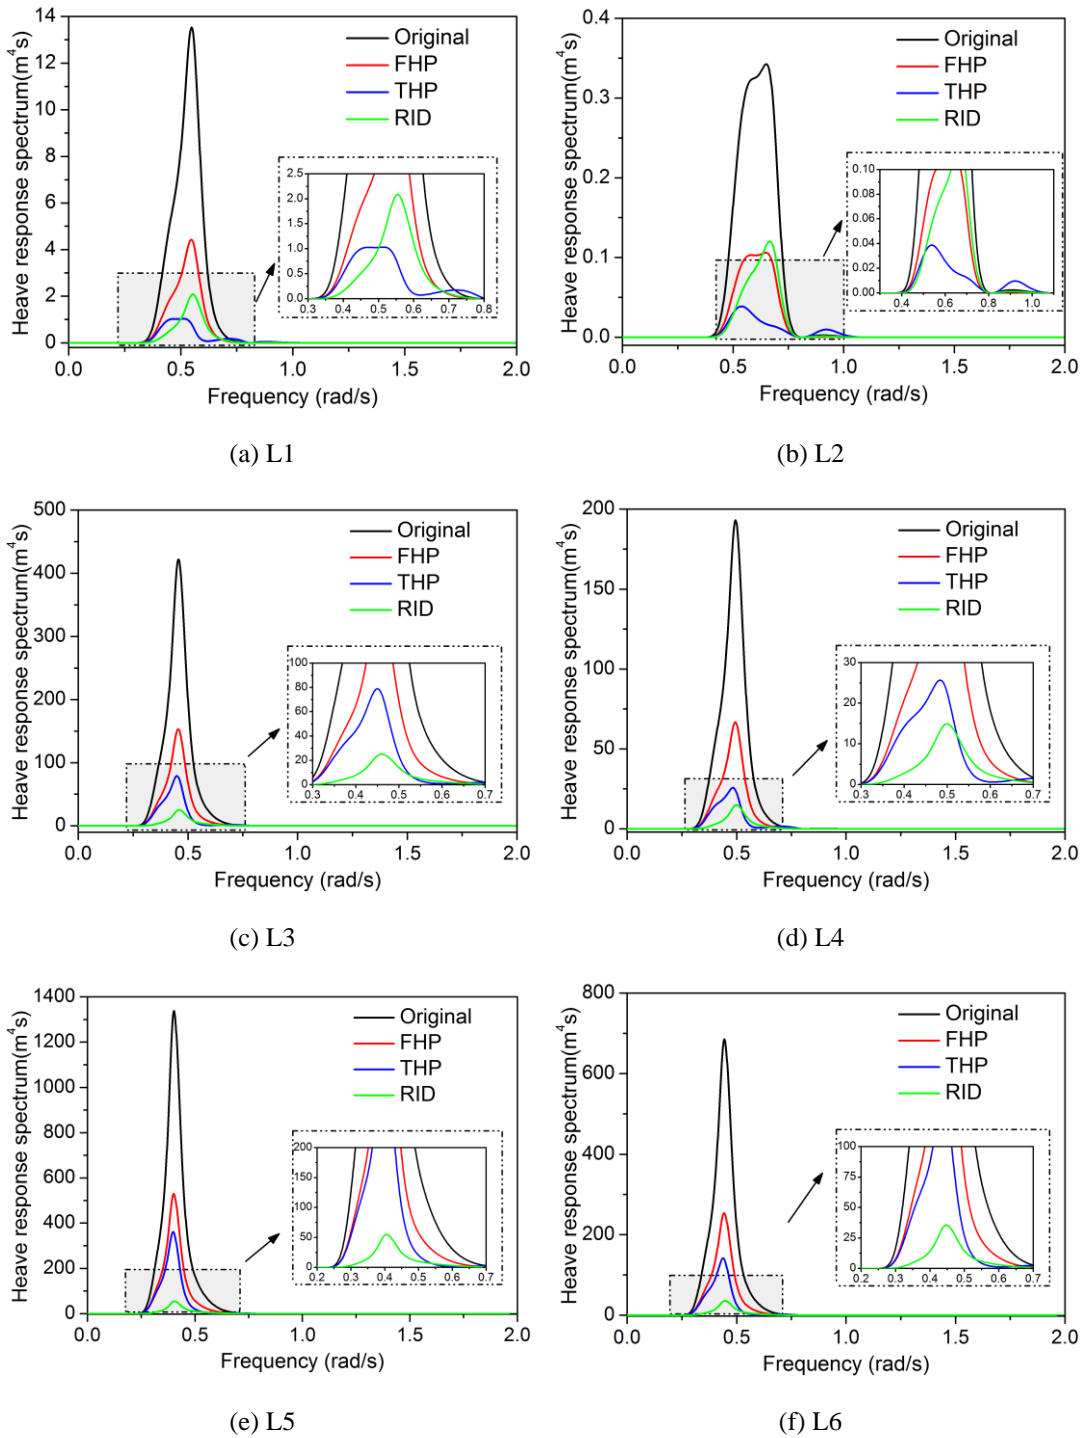 14
12
10
8
6
4
2
0
0.0 0.5 1.0 1.5 2.0
Heave response spectrum(m⁴s)
Frequency (rad/s)
Original
FHP
THP
RID
2.5
2.0
1.5
1.0
0.5
0.0
0.3 0.4 0.5 0.6 0.7 0.8
(a) L1
0.4
0.3
0.2
0.1
0.0
0.0 0.5 1.0 1.5 2.0
Heave response spectrum(m⁴s)
Frequency (rad/s)
Original
FHP
THP
RID
0.10
0.08
0.06
0.04
0.02
0.00
0.4 0.6 0.8 1.0
(b) L2
500
400
300
200
100
0
0.0 0.5 1.0 1.5 2.0
Heave response spectrum(m⁴s)
Frequency (rad/s)
Original
FHP
THP
RID
100
80
60
40
20
0
0.3 0.4 0.5 0.6 0.7
(c) L3
200
150
100
50
0
0.0 0.5 1.0 1.5 2.0
Heave response spectrum(m⁴s)
Frequency (rad/s)
Original
FHP
THP
RID
30
25
20
15
10
5
0
0.3 0.4 0.5 0.6 0.7
(d) L4
1400
1200
1000
800
600
400
200
0
0.0 0.5 1.0 1.5 2.0
Heave response spectrum(m⁴s)
Frequency (rad/s)
Original
FHP
THP
RID
200
150
100
50
0
0.2 0.3 0.4 0.5 0.6 0.7
(e) L5
800
600
400
200
0
0.0 0.5 1.0 1.5 2.0
Heave response spectrum(m⁴s)
Frequency (rad/s)
Original
FHP
THP
RID
100
75
50
25
0
0.2 0.3 0.4 0.5 0.6 0.7
(f) L6